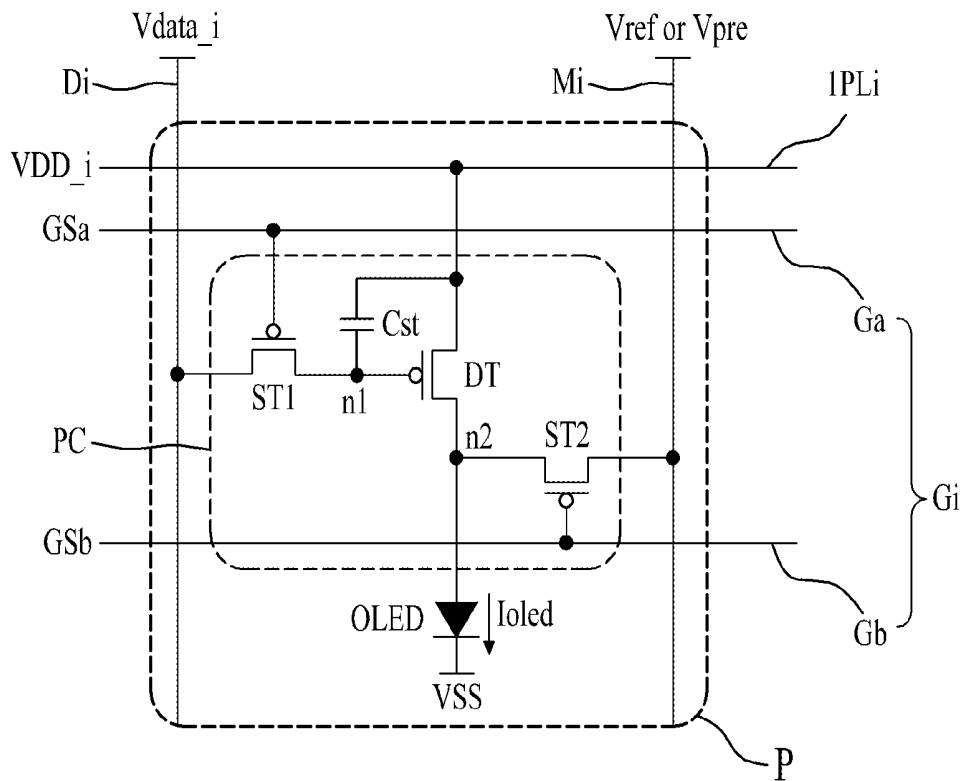 Vdata_i
Vref or Vpre
Di
Mi
1PLi
VDD_i
GSa
Ga
Cst
ST1
n1
DT
PC
n2
ST2
Gi
GSb
OLED
Ioled
Gb
VSS
P